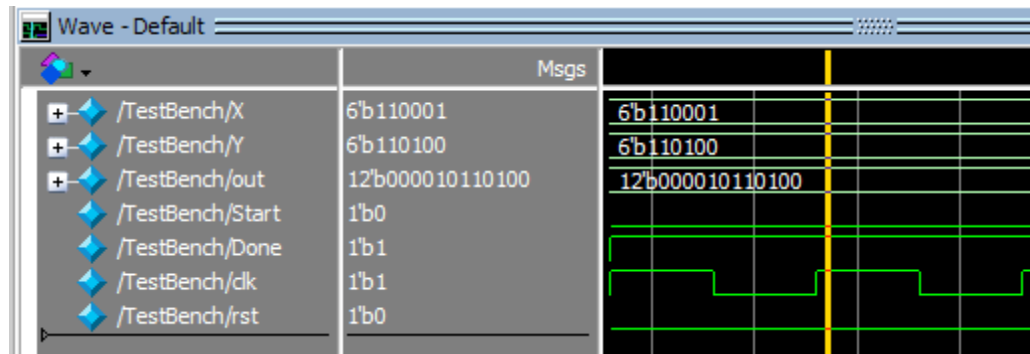 Wave - Default
Msgs
/TestBench/X 6'b110001 6'b110001
/TestBench/Y 6'b110100 6'b110100
/TestBench/out 12'b000010110100 12'b000010110100
/TestBench/Start 1'b0
/TestBench/Done 1'b1
/TestBench/clk 1'b1
/TestBench/rst 1'b0